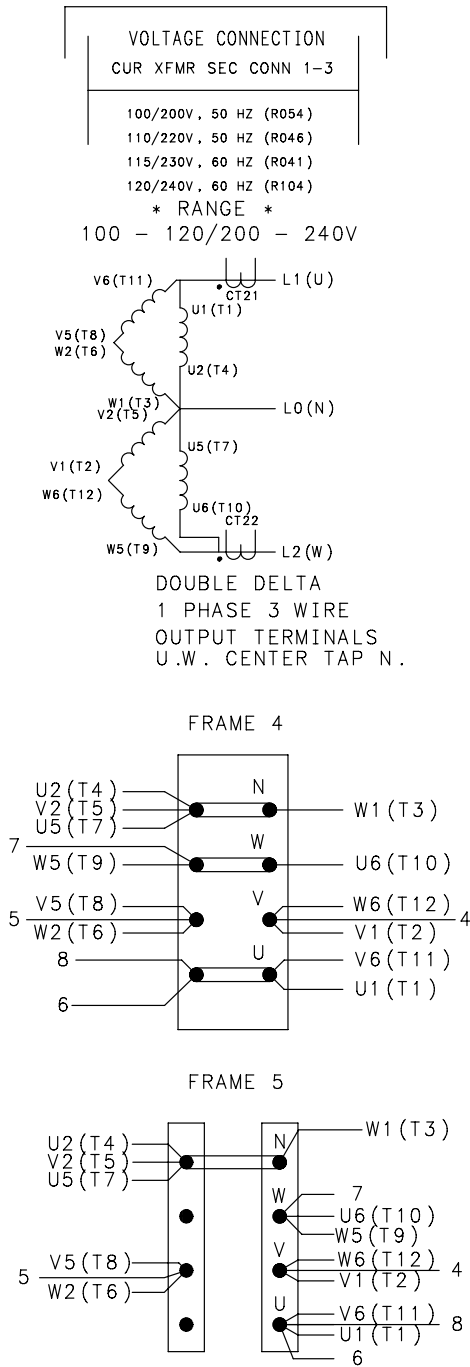 VOLTAGE CONNECTION
CUR XFMR SEC CONN 1-3
100/200V, 50 HZ (R054)
110/220V, 50 HZ (R046)
115/230V, 60 HZ (R041)
120/240V, 60 HZ (R104)
* RANGE *
100 - 120/200 - 240V
V6(T11)
L1(U)
CT21
U1(T1)
V5(T8)
W2(T6)
U2(T4)
W1(T3)
V2(T5)
L0(N)
U5(T7)
V1(T2)
W6(T12)
U6(T10)
CT22
W5(T9)
L2(W)
DOUBLE DELTA
1 PHASE 3 WIRE
OUTPUT TERMINALS
U.W. CENTER TAP N.
FRAME 4
U2(T4)
V2(T5)
U5(T7)
N
W1(T3)
7
W5(T9)
W
U6(T10)
V5(T8)
5
W2(T6)
V
W6(T12)
4
V1(T2)
8
6
U
V6(T11)
U1(T1)
FRAME 5
U2(T4)
V2(T5)
U5(T7)
N
W1(T3)
W
7
U6(T10)
W5(T9)
V5(T8)
5
W2(T6)
V
W6(T12)
4
V1(T2)
U
V6(T11)
8
U1(T1)
6